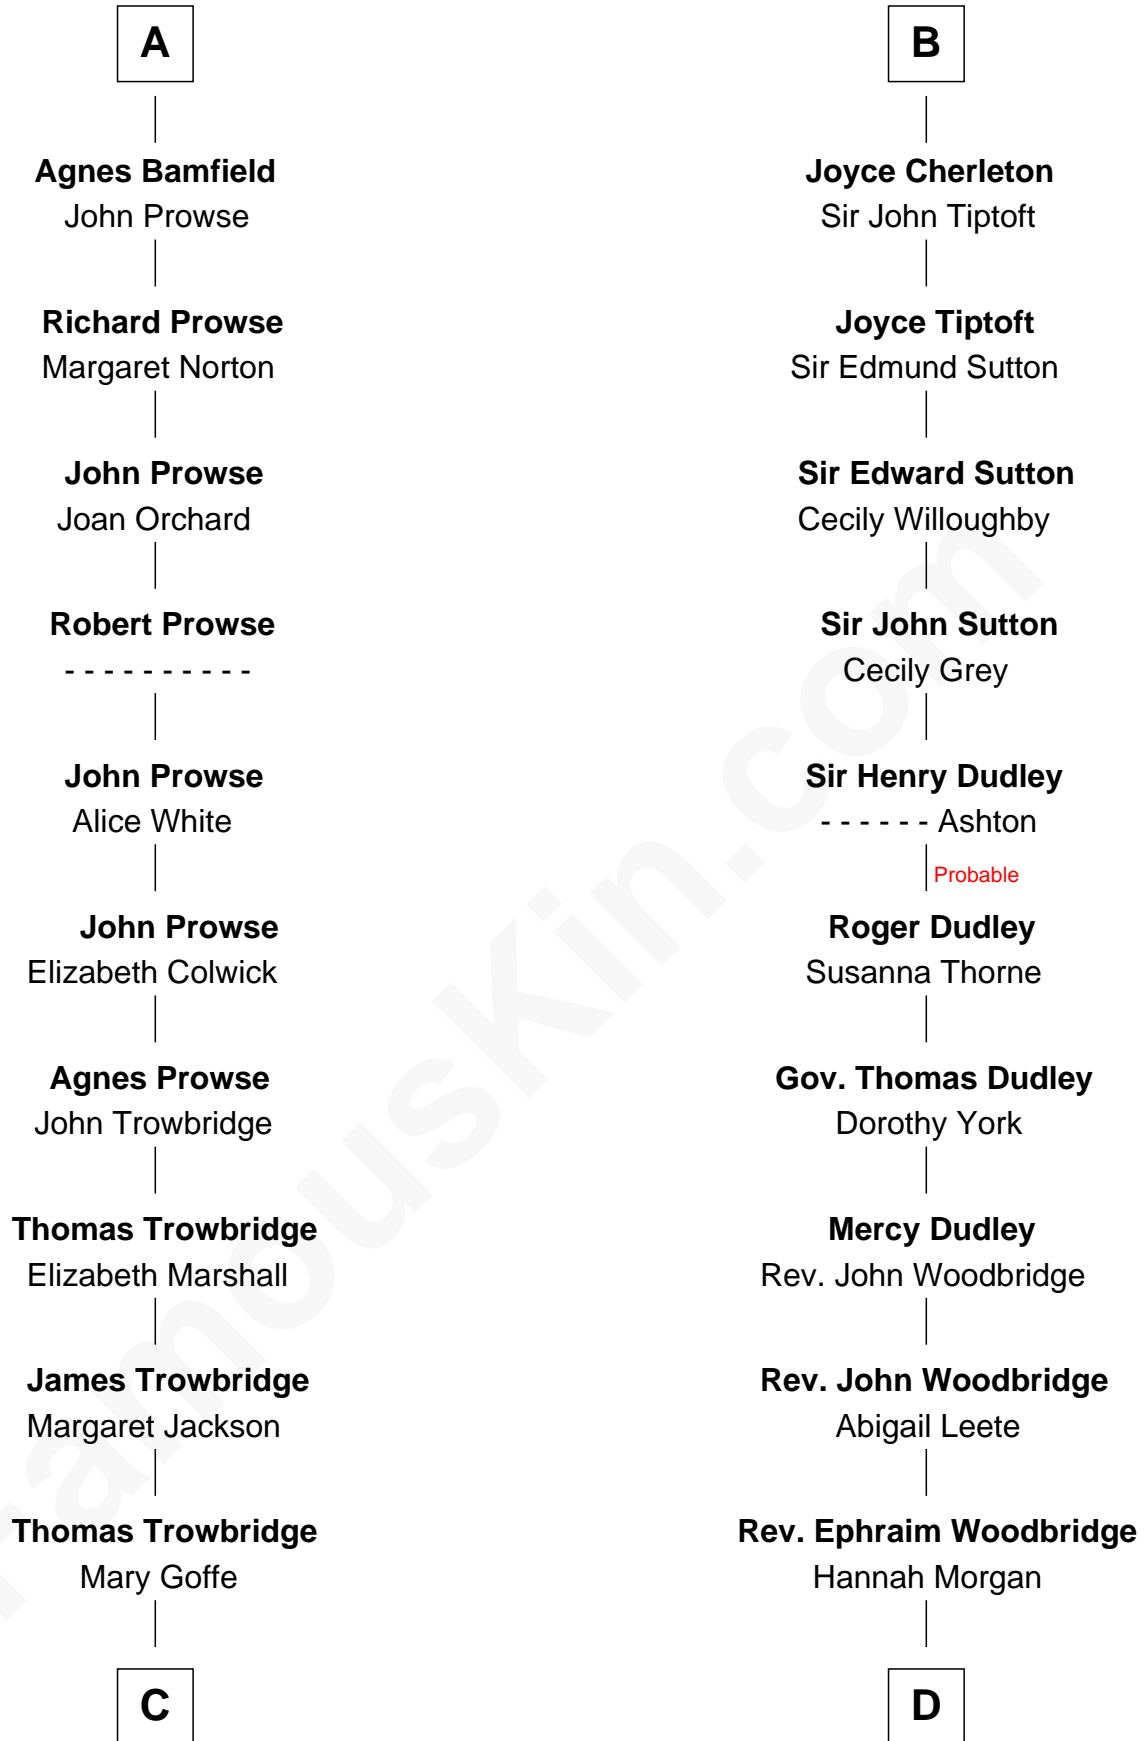 A
Agnes Bamfield
John Prowse
Richard Prowse
Margaret Norton
John Prowse
Joan Orchard
Robert Prowse
- - - - - - - - - -
John Prowse
Alice White
John Prowse
Elizabeth Colwick
Agnes Prowse
John Trowbridge
Thomas Trowbridge
Elizabeth Marshall
James Trowbridge
Margaret Jackson
Thomas Trowbridge
Mary Goffe
C
B
Joyce Cherleton
Sir John Tiptoft
Joyce Tiptoft
Sir Edmund Sutton
Sir Edward Sutton
Cecily Willoughby
Sir John Sutton
Cecily Grey
Sir Henry Dudley
- - - - - - Ashton
Probable
Roger Dudley
Susanna Thorne
Gov. Thomas Dudley
Dorothy York
Mercy Dudley
Rev. John Woodbridge
Rev. John Woodbridge
Abigail Leete
Rev. Ephraim Woodbridge
Hannah Morgan
D
FamousKin.com